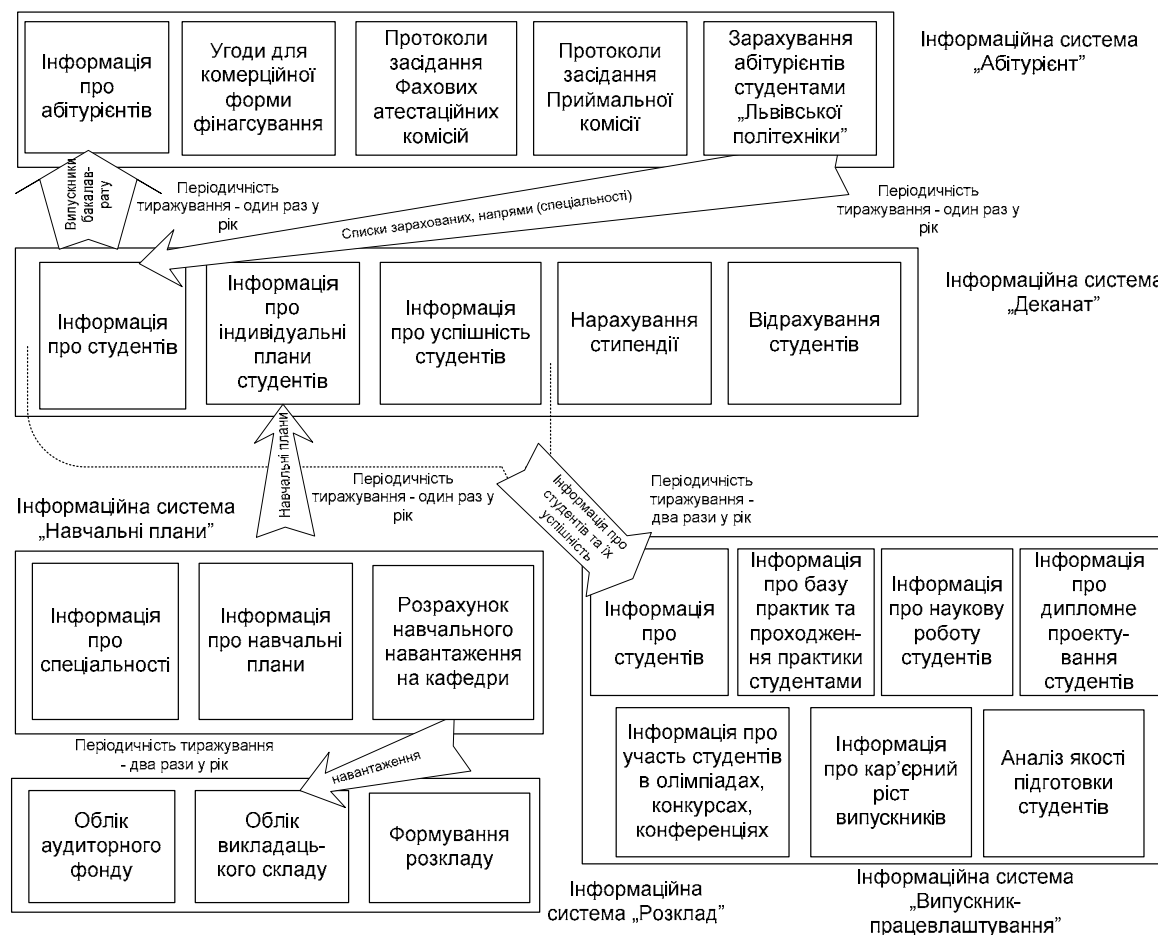 Інформація
про
абітурієнтів
Угоди для
комерційної
форми
фінагсування
Протоколи
засідання
Фахових
атестаційних
комісій
Протоколи
засідання
Приймальної
комісії
Зарахування
абітурієнтів
студентами
„Львівської
політехніки”
Інформаційна система
„Абітурієнт”
Випускники
бакалав-
рату
Періодичність
тиражування - один раз у
рік
Списки зарахованих, напрями (спеціальності)
Періодичність
тиражування - один раз у
рік
Інформація
про студентів
Інформація
про
індивідуальні
плани
студентів
Інформація
про успішність
студентів
Нарахування
стипендії
Відрахування
студентів
Інформаційна система
„Деканат”
Навчальні плани
Періодичність
тиражування - один раз у
рік
Інформація про
студентів та їх
успішність
Періодичність
тиражування -
два рази у рік
Інформаційна система
„Навчальні плани”
Інформація
про
спеціальності
Інформація
про навчальні
плани
Розрахунок
навчального
навантаження
на кафедри
Періодичність тиражування
- два рази у рік
навантаження
Облік
аудиторного
фонду
Облік
викладаць-
кого складу
Формування
розкладу
Інформаційна
система „Розклад”
Інформація
про
студентів
Інформація
про базу
практик та
проходжен-
ня практики
студентами
Інформація
про наукову
роботу
студентів
Інформація
про
дипломне
проекту-
вання
студентів
Інформація про
участь студентів
в олімпіадах,
конкурсах,
конференціях
Інформація
про кар’єрний
ріст
випускників
Аналіз якості
підготовки
студентів
Інформаційна система
„Випускник-
працевлаштування”